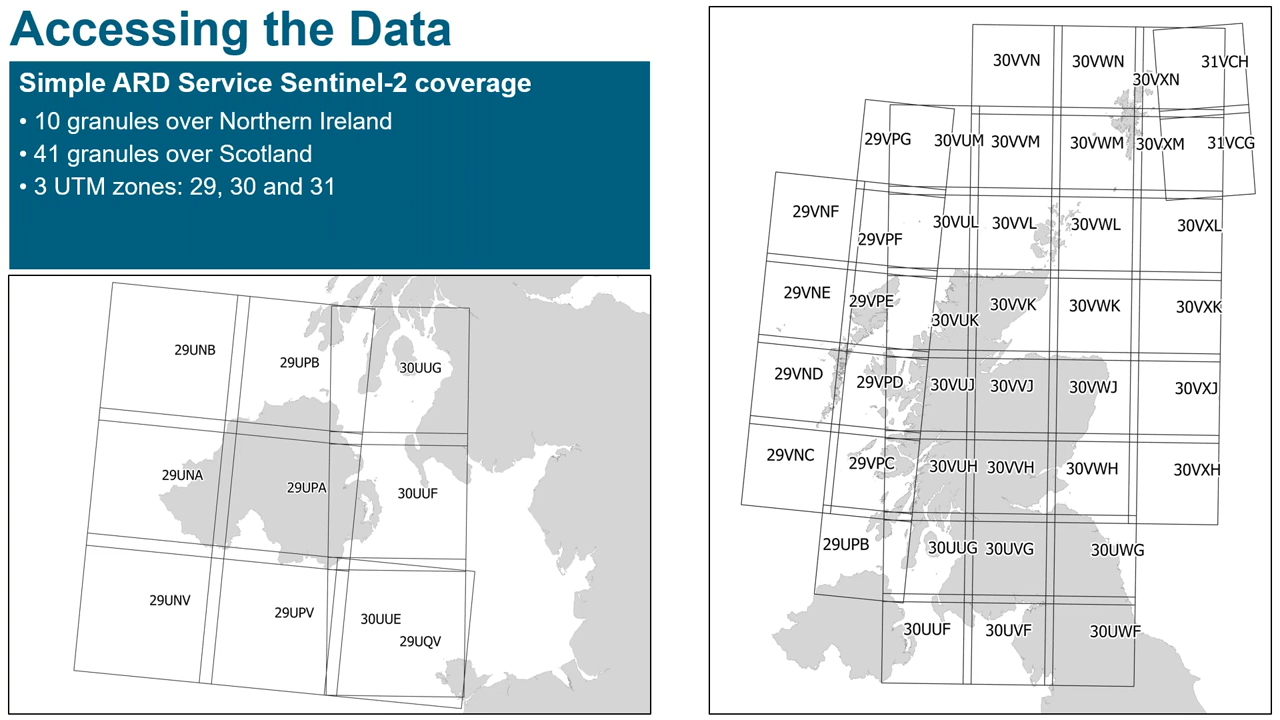 Accessing the Data
Simple ARD Service Sentinel-2 coverage
• 10 granules over Northern Ireland
• 41 granules over Scotland
• 3 UTM zones: 29, 30 and 31
29UNB
29UPB
30UUG
29UNA
29UPA
30UUF
29UNV
29UPV
30UUE
29UQV
30VVN
30VWN
30VXN
31VCH
29VPG
30VUM
30VVM
30VWM
30VXM
31VCG
29VNF
29VPF
30VUL
30VVL
30VWL
30VXL
29VNE
29VPE
30VUK
30VVK
30VWK
30VXK
29VND
29VPD
30VUJ
30VVJ
30VWJ
30VXJ
29VNC
29VPC
30VUH
30VVH
30VWH
30VXH
29UPB
30UUG
30UVG
30UWG
30UUF
30UVF
30UWF